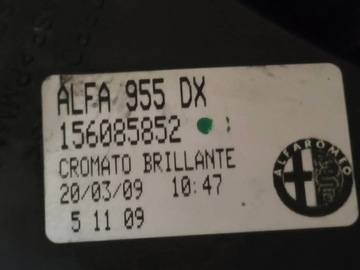 ALFA 955 DX
156085852
CROMATO BRILLANTE
20/03/09 10:47
5 11 09
ALFA ROMEO